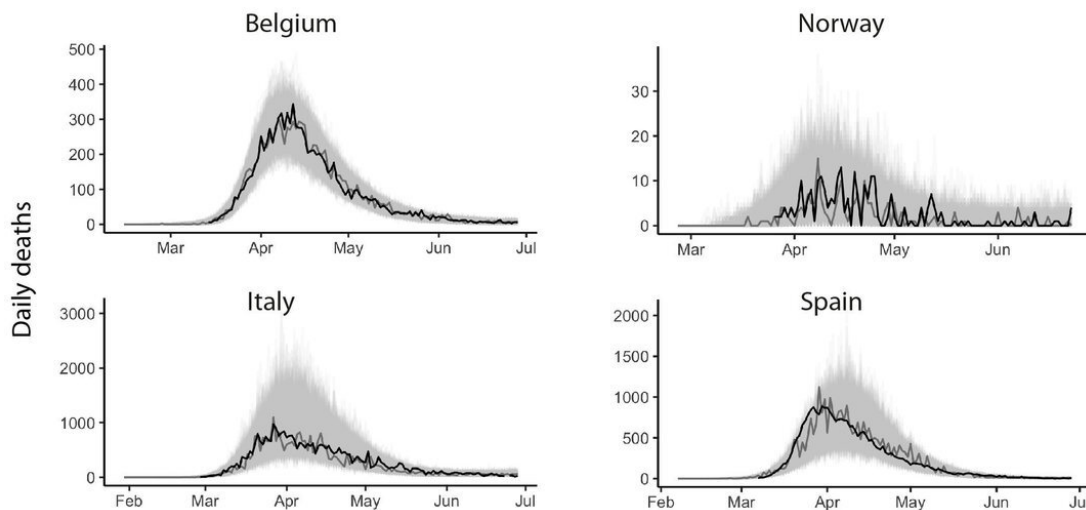 Belgium
500
400
300
200
100
0
Mar
Apr
May
Jun
Jul
Norway
30
20
10
0
Mar
Apr
May
Jun
Daily deaths
Italy
3000
2000
1000
0
Feb
Mar
Apr
May
Jun
Jul
Spain
2000
1500
1000
500
0
Feb
Mar
Apr
May
Jun